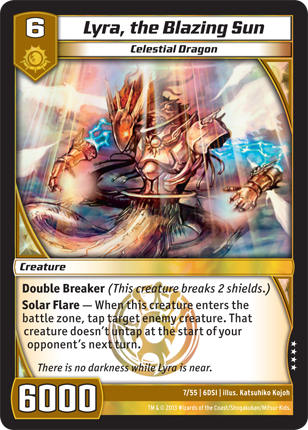 6
Lyra, the Blazing Sun
Celestial Dragon
Creature
Double Breaker (This creature breaks 2 shields.)
Solar Flare — When this creature enters the
battle zone, tap target enemy creature. That
creature doesn't untap at the start of your
opponent's next turn.
There is no darkness while Lyra is near.
6000
7/55 | 6DSI | illus. Katsuhiko Kojoh
TM & © 2013 Wizards of the Coast/Shogakukan/Mitsui-Kids.